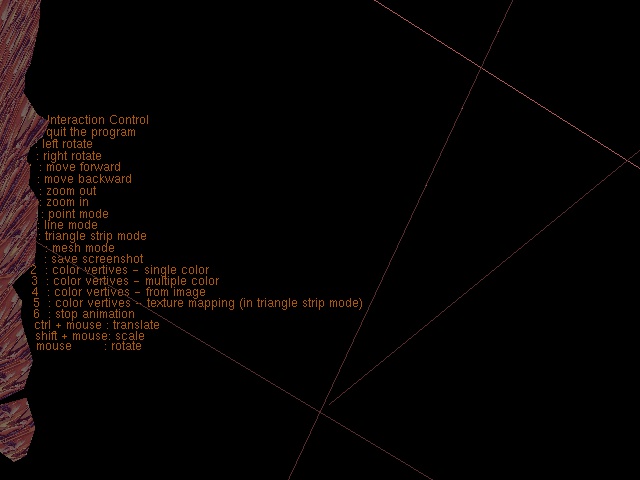 Interaction Control
: quit the program
: left rotate
: right rotate
: move forward
: move backward
: zoom out
: zoom in
: point mode
: line mode
: triangle strip mode
: mesh mode
: save screenshot
2 : color vertives - single color
3 : color vertives - multiple color
4 : color vertives - from image
5 : color vertives - texture mapping (in triangle strip mode)
6 : stop animation
ctrl + mouse : translate
shift + mouse: scale
mouse : rotate